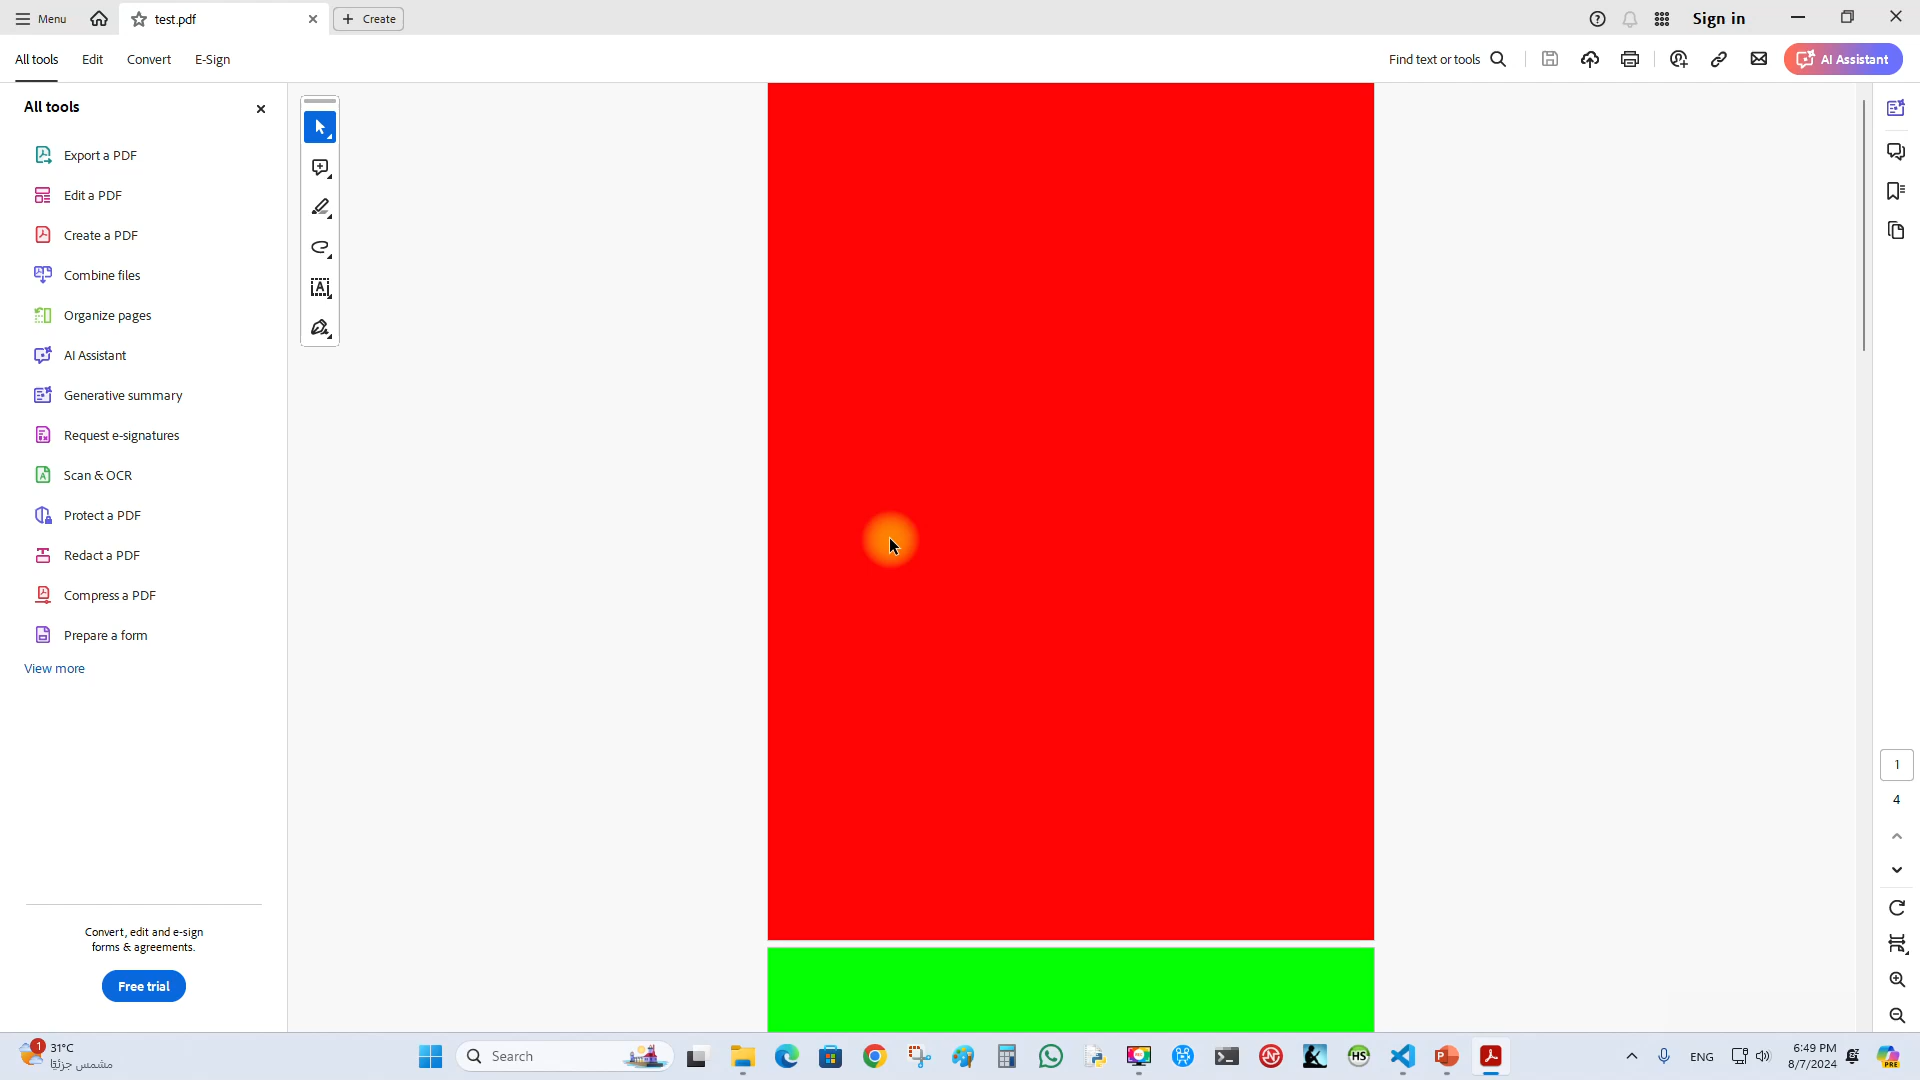 Menu
test.pdf
Create
Sign in
All tools
Edit
Convert
E-Sign
Find text or tools
AI Assistant
All tools
Export a PDF
Edit a PDF
Create a PDF
Combine files
Organize pages
AI Assistant
Generative summary
Request e-signatures
Scan & OCR
Protect a PDF
Redact a PDF
Compress a PDF
Prepare a form
View more
Convert, edit and e-sign
forms & agreements.
Free trial
1
4
1
31°C
مشمس جزئيًا
Search
HS
ENG
6:49 PM
8/7/2024
PRE